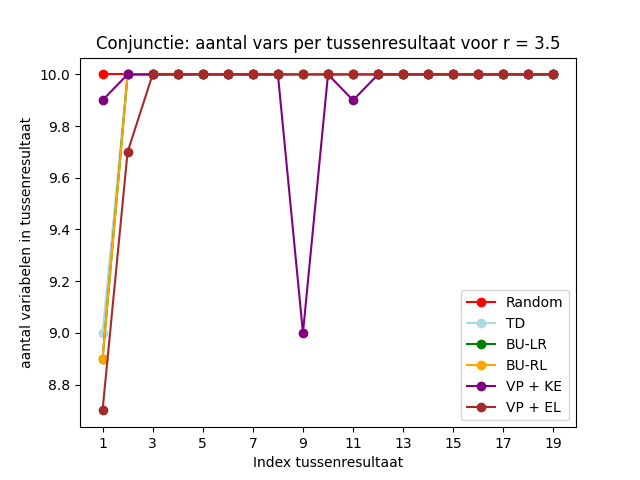 Conjunctie: aantal vars per tussenresultaat voor r = 3.5
aantal variabelen in tussenresultaat
10.0
9.8
9.6
9.4
9.2
9.0
8.8
1 3 5 7 9 11 13 15 17 19
Index tussenresultaat
Random
TD
BU-LR
BU-RL
VP + KE
VP + EL